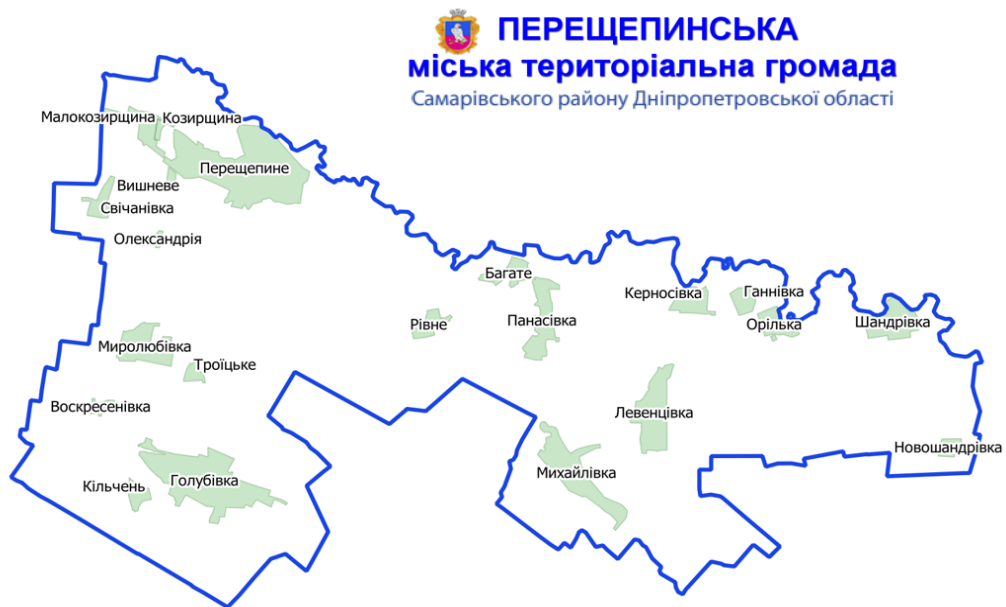 ПЕРЕЩЕПИНСЬКА
міська територіальна громада
Самарівського району Дніпропетровської області
Малокозирщина
Козирщина
Перещепине
Вишневе
Свічанівка
Олександрія
Багате
Керносівка
Ганнівка
Рівне
Панасівка
Орілька
Шандрівка
Миролюбівка
Троїцьке
Воскресенівка
Левенцівка
Новошандрівка
Михайлівка
Кільчень
Голубівка